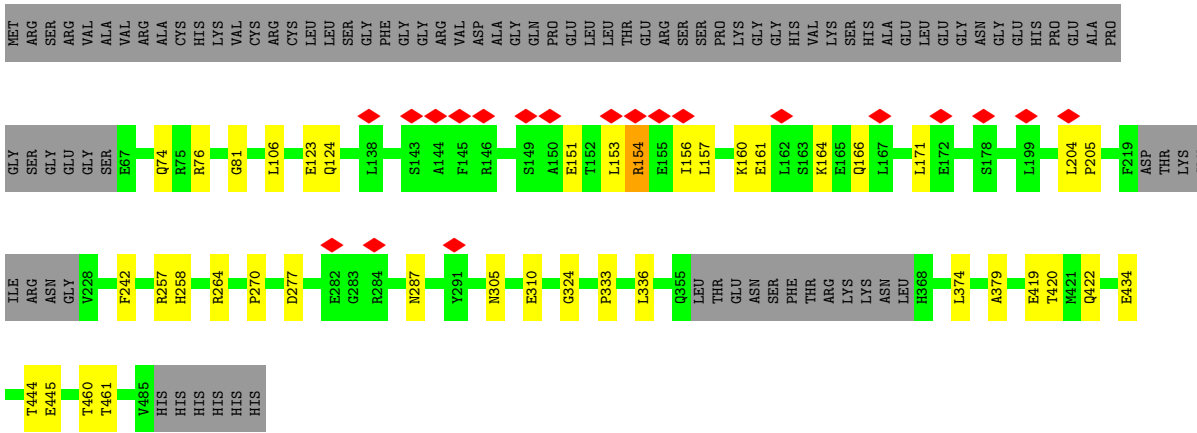 MET ARG SER ARG VAL ALA VAL ARG ALA CYS HIS LYS VAL CYS ARG CYS LEU LEU SER GLY PHE GLY GLY ARG VAL ASP ALA GLY GLN PRO GLU LEU LEU THR GLU ARG SER SER PRO LYS GLY GLY HIS VAL LYS SER HIS ALA GLU LEU GLU GLY ASN GLY GLU HIS PRO GLU ALA PRO
GLY SER GLY GLU GLY SER E67 Q74 R75 R76 G81 L106 E123 Q124 L138 S143 A144 F145 R146 S149 A150 E151 T152 L153 R154 E155 I156 L157 K160 E161 L162 S163 K164 E165 Q166 L167 L171 E172 S178 L199 L204 P205 F219 ASP THR LYS
ILE ARG ASN GLY V228 F242 R257 H258 R264 P270 D277 E282 G283 R284 N287 Y291 N305 E310 G324 P333 L336 Q355 LEU THR GLU ASN SER PHE THR ARG LYS LYS ASN LEU H368 L374 A379 E419 T420 M421 Q422 E434
T444 E445 T460 T461 V485 HIS HIS HIS HIS HIS HIS